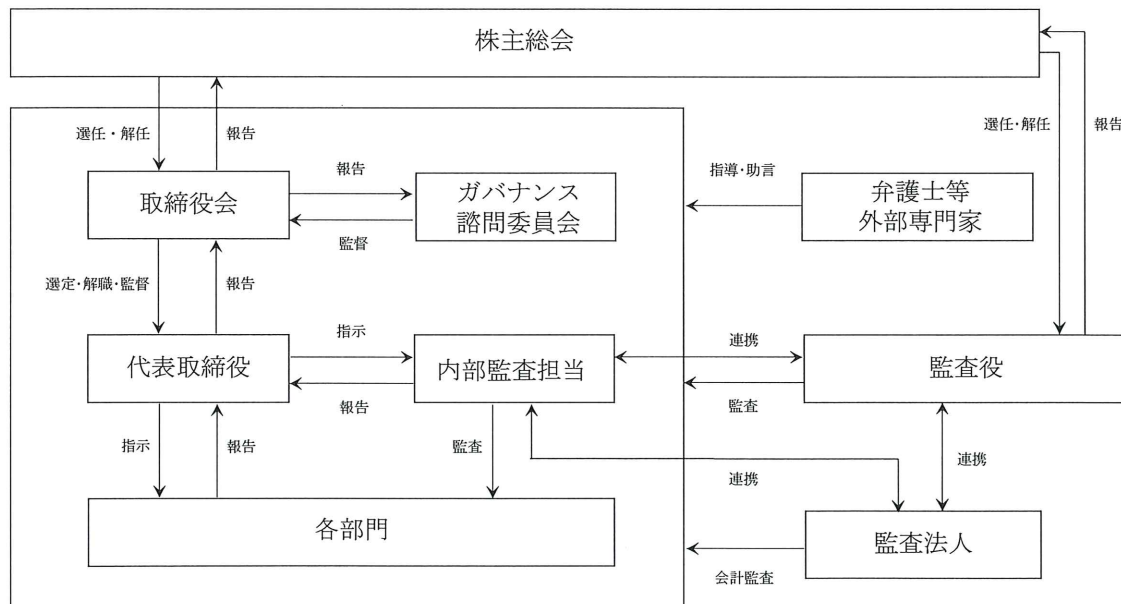 株主総会
選任・解任
報告
選任・解任
報告
取締役会
報告
監督
ガバナンス
諮問委員会
指導・助言
弁護士等
外部専門家
選定・解職・監督
報告
代表取締役
指示
報告
内部監査担当
連携
監査
監査役
指示
報告
監査
連携
連携
各部門
監査法人
会計監査